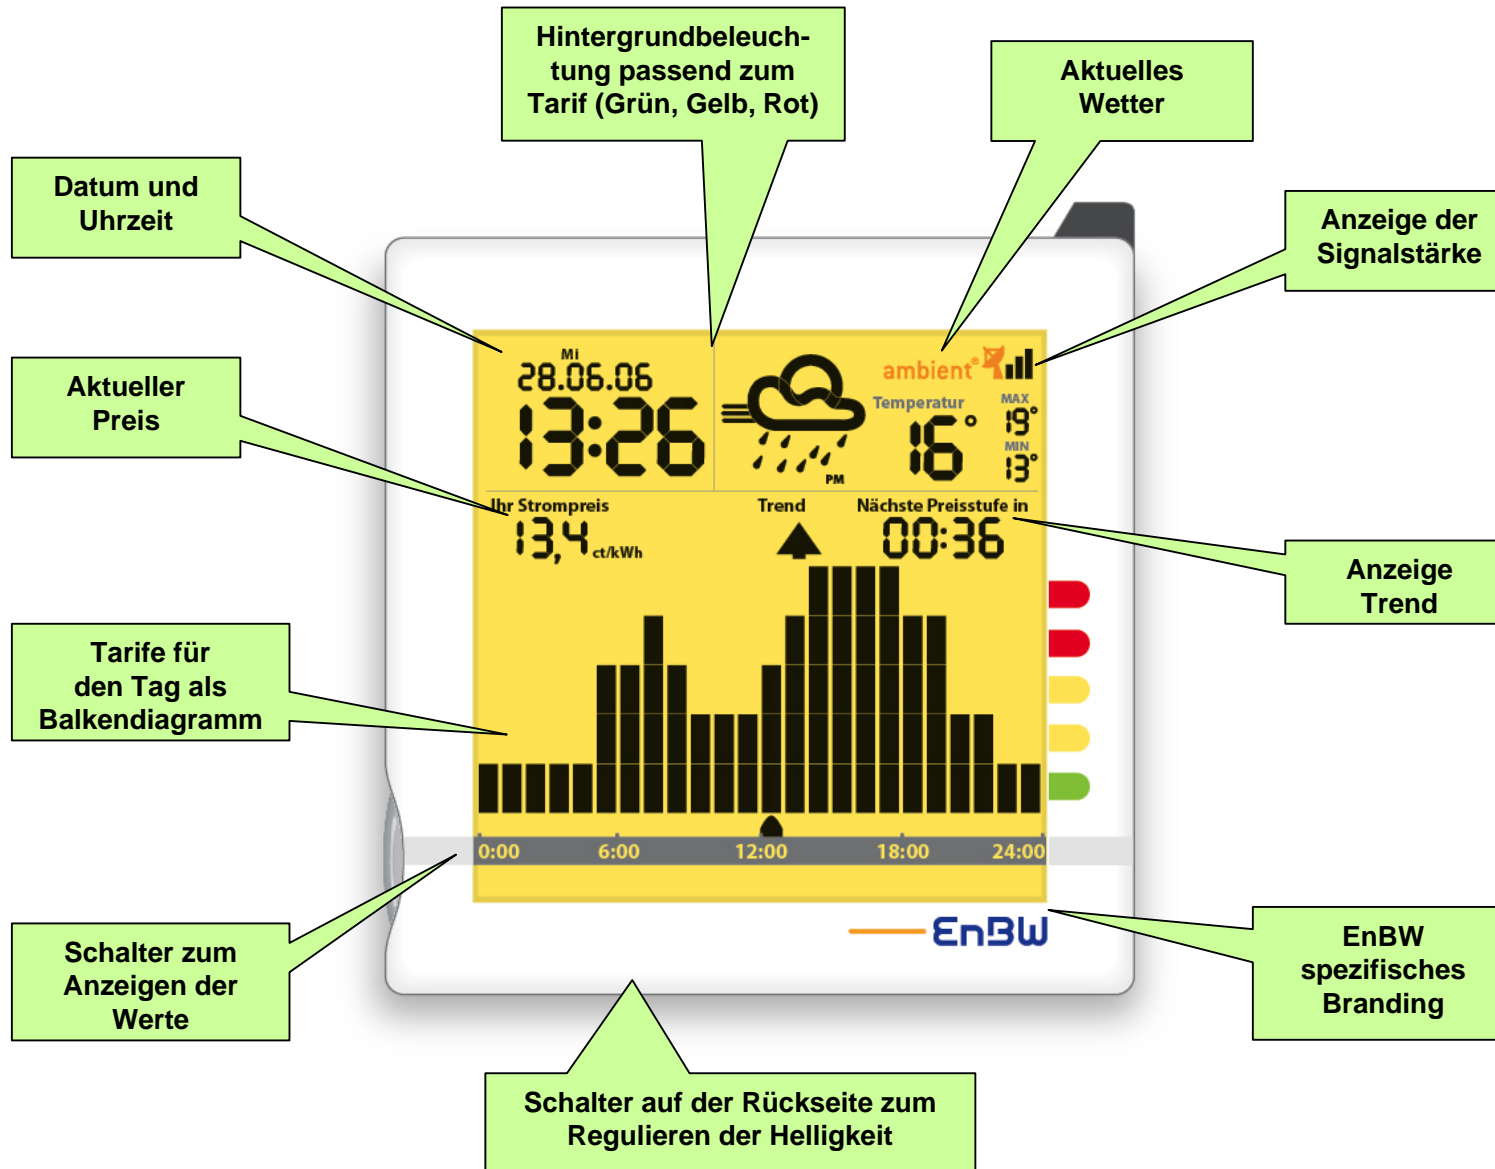 Hintergrundbeleuch-
tung passend zum
Tarif (Grün, Gelb, Rot)
Aktuelles
Wetter
Datum und
Uhrzeit
Anzeige der
Signalstärke
Aktueller
Preis
Mi
28.06.06
13:26
ambient®
Temperatur
16°
MAX
19°
MIN
13°
PM
Ihr Strompreis
13,4 ct/kWh
Trend
Nächste Preisstufe in
00:36
Anzeige
Trend
Tarife für
den Tag als
Balkendiagramm
0:00 6:00 12:00 18:00 24:00
EnBW
Schalter zum
Anzeigen der
Werte
EnBW
spezifisches
Branding
Schalter auf der Rückseite zum
Regulieren der Helligkeit